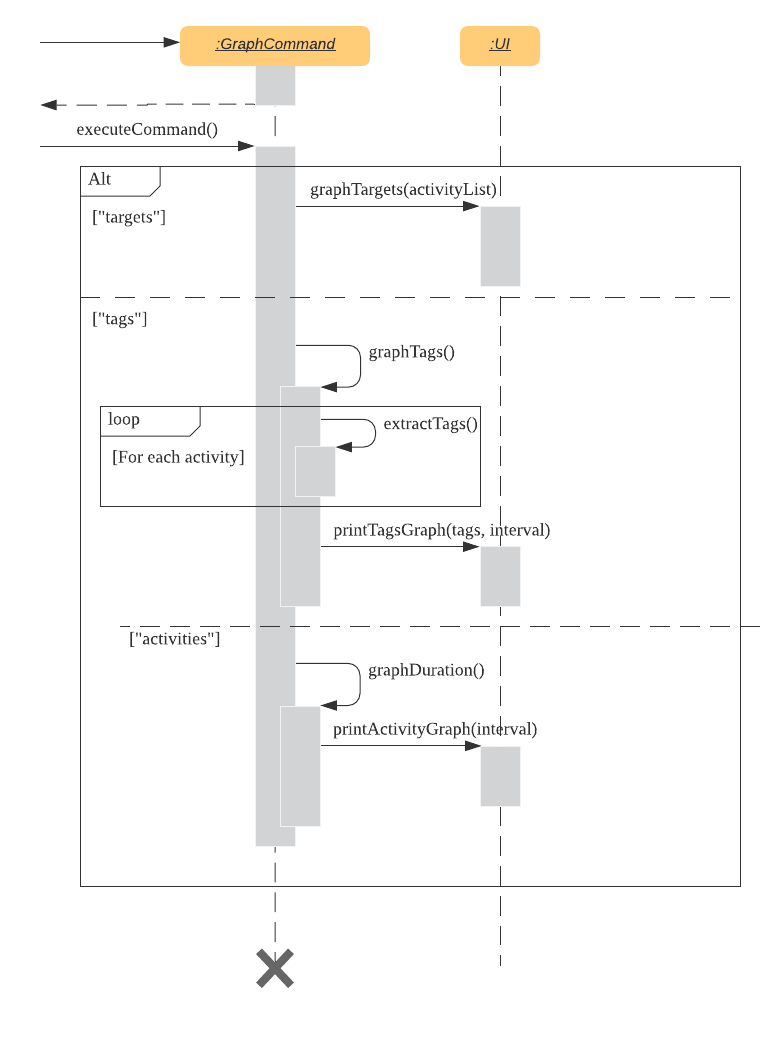 :GraphCommand
:UI
executeCommand()
Alt
graphTargets(activityList)
["targets"]
["tags"]
graphTags()
loop
extractTags()
[For each activity]
printTagsGraph(tags, interval)
["activities"]
graphDuration()
printActivityGraph(interval)